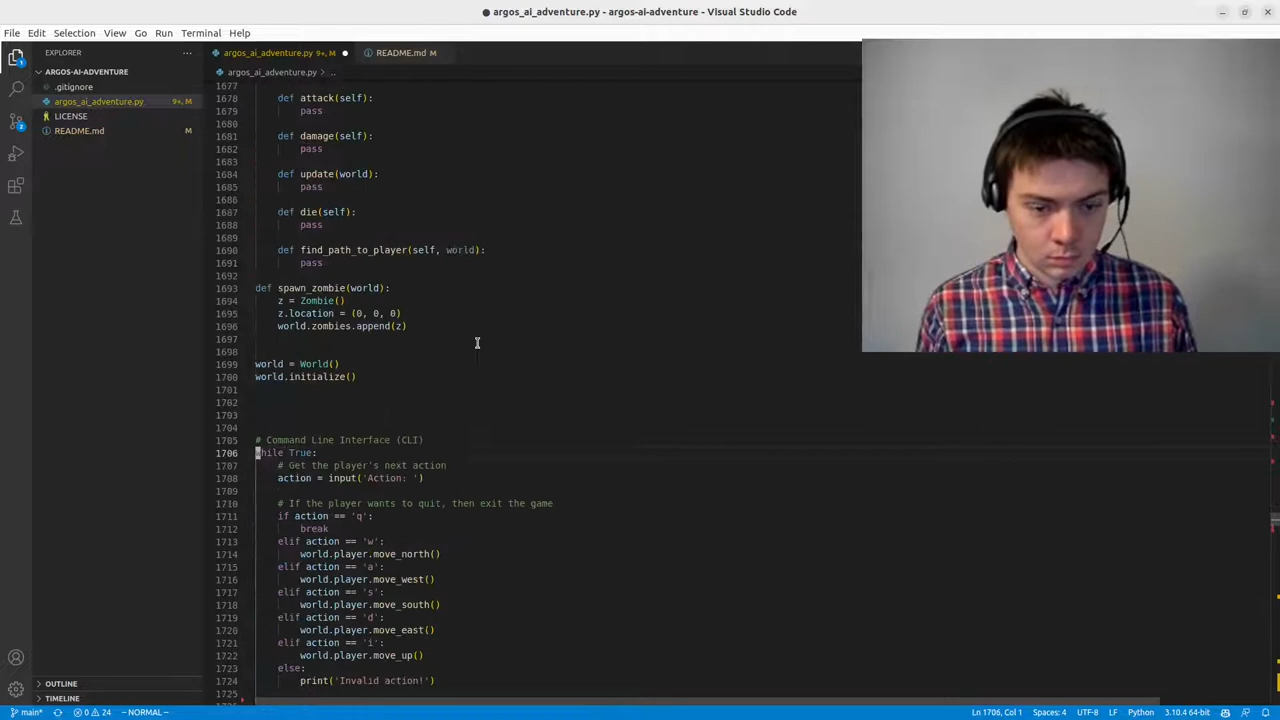 argos_ai_adventure.py - argos-ai-adventure - Visual Studio Code
File Edit Selection View Go Run Terminal Help
EXPLORER
argos_ai_adventure.py 9+, M
README.md M
ARGOS-AI-ADVENTURE
argos_ai_adventure.py > ..
.gitignore
argos_ai_adventure.py 9+, M
LICENSE
README.md M
1677
1678 def attack(self):
1679 pass
1680
1681 def damage(self):
1682 pass
1683
1684 def update(world):
1685 pass
1686
1687 def die(self):
1688 pass
1689
1690 def find_path_to_player(self, world):
1691 pass
1692
1693 def spawn_zombie(world):
1694 z = Zombie()
1695 z.location = (0, 0, 0)
1696 world.zombies.append(z)
1697
1698
1699 world = World()
1700 world.initialize()
1701
1702
1703
1704
1705 # Command Line Interface (CLI)
1706 while True:
1707 # Get the player's next action
1708 action = input('Action: ')
1709
1710 # If the player wants to quit, then exit the game
1711 if action == 'q':
1712 break
1713 elif action == 'w':
1714 world.player.move_north()
1715 elif action == 'a':
1716 world.player.move_west()
1717 elif action == 's':
1718 world.player.move_south()
1719 elif action == 'd':
1720 world.player.move_east()
1721 elif action == 'i':
1722 world.player.move_up()
1723 else:
1724 print('Invalid action!')
1725
OUTLINE
TIMELINE
main* 0 24 -- NORMAL -- Ln 1706, Col 1 Spaces: 4 UTF-8 LF Python 3.10.4 64-bit